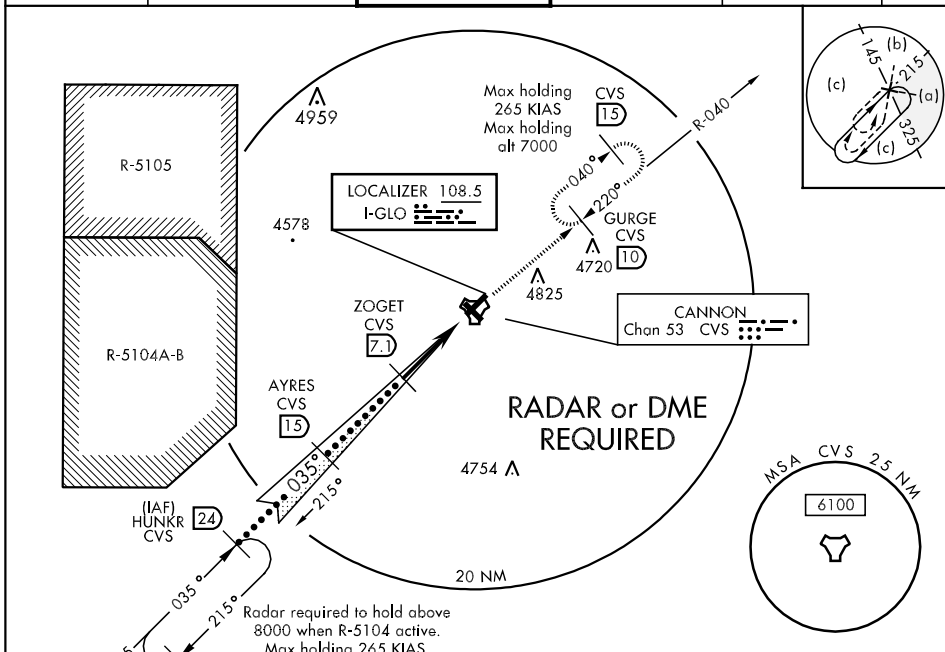 4959
R-5105
Max holding
265 KIAS
Max holding
alt 7000
CVS
15
R-040
(b)
145
215
(c)
(a)
325
(c)
040°
220°
LOCALIZER 108.5
I-GLO
4578
GURGE
CVS
10
4720
4825
ZOGET
CVS
7.1
CANNON
Chan 53 CVS
R-5104A-B
AYRES
CVS
15
RADAR or DME
REQUIRED
035°
215°
4754
MSA CVS 25 NM
6100
(IAF)
HUNKR
CVS
24
20 NM
035°
215°
Radar required to hold above
8000 when R-5104 active.
Max holding 265 KIAS